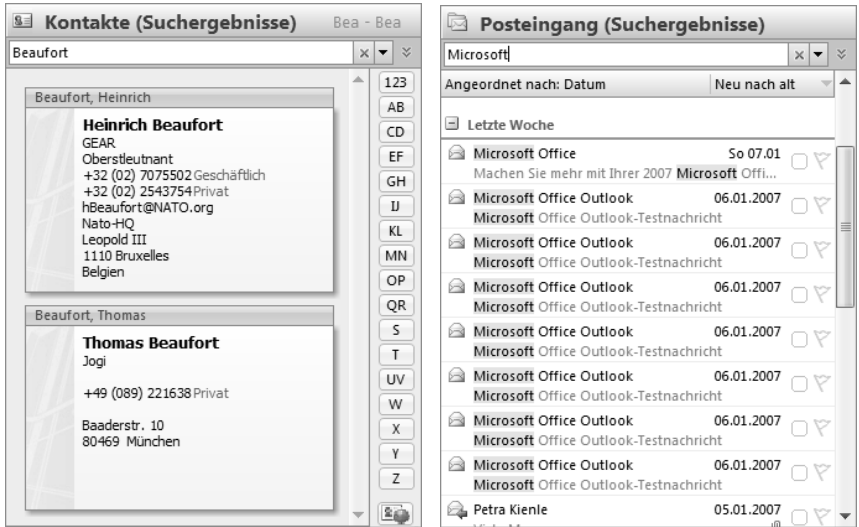 Kontakte (Suchergebnisse) Bea - Bea
Beaufort
Beaufort, Heinrich
Heinrich Beaufort
GEAR
Oberstleutnant
+32 (02) 7075502 Geschäftlich
+32 (02) 2543754 Privat
hBeaufort@NATO.org
Nato-HQ
Leopold III
1110 Bruxelles
Belgien
Beaufort, Thomas
Thomas Beaufort
Jogi
+49 (089) 221638 Privat
Baaderstr. 10
80469 München
123
AB
CD
EF
GH
IJ
KL
MN
OP
QR
S
T
UV
W
X
Y
Z
Posteingang (Suchergebnisse)
Microsoft
Angeordnet nach: Datum Neu nach alt
Letzte Woche
Microsoft Office So 07.01
Machen Sie mehr mit Ihrer 2007 Microsoft Offi...
Microsoft Office Outlook 06.01.2007
Microsoft Office Outlook-Testnachricht
Microsoft Office Outlook 06.01.2007
Microsoft Office Outlook-Testnachricht
Microsoft Office Outlook 06.01.2007
Microsoft Office Outlook-Testnachricht
Microsoft Office Outlook 06.01.2007
Microsoft Office Outlook-Testnachricht
Microsoft Office Outlook 06.01.2007
Microsoft Office Outlook-Testnachricht
Microsoft Office Outlook 06.01.2007
Microsoft Office Outlook-Testnachricht
Microsoft Office Outlook 06.01.2007
Microsoft Office Outlook-Testnachricht
Petra Kienle 05.01.2007